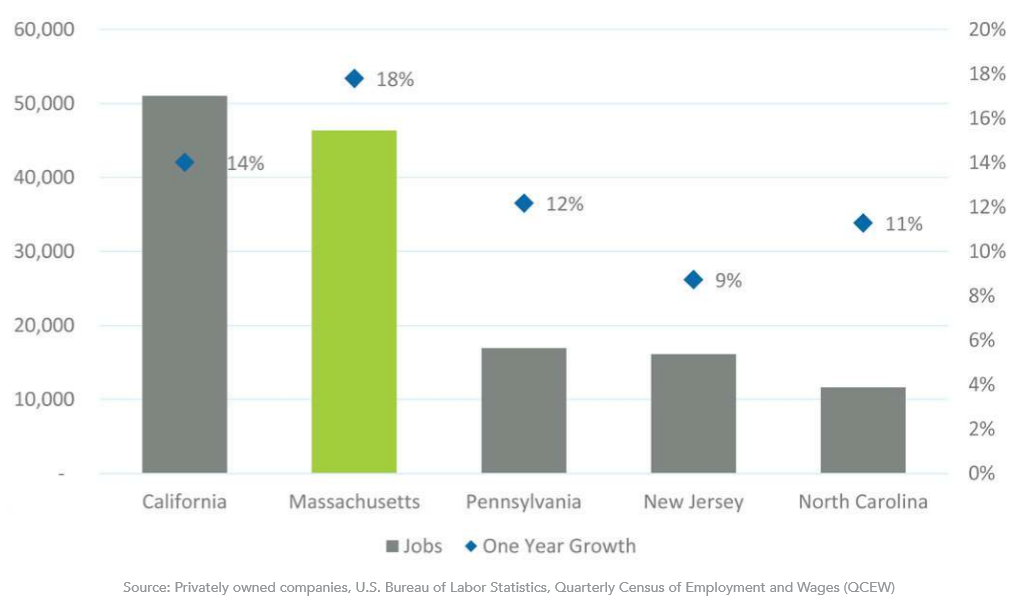 60,000
50,000
40,000
30,000
20,000
10,000
-
20%
18%
16%
14%
12%
10%
8%
6%
4%
2%
0%
14%
18%
12%
9%
11%
California
Massachusetts
Pennsylvania
New Jersey
North Carolina
Jobs
One Year Growth
Source: Privately owned companies, U.S. Bureau of Labor Statistics, Quarterly Census of Employment and Wages (QCEW)